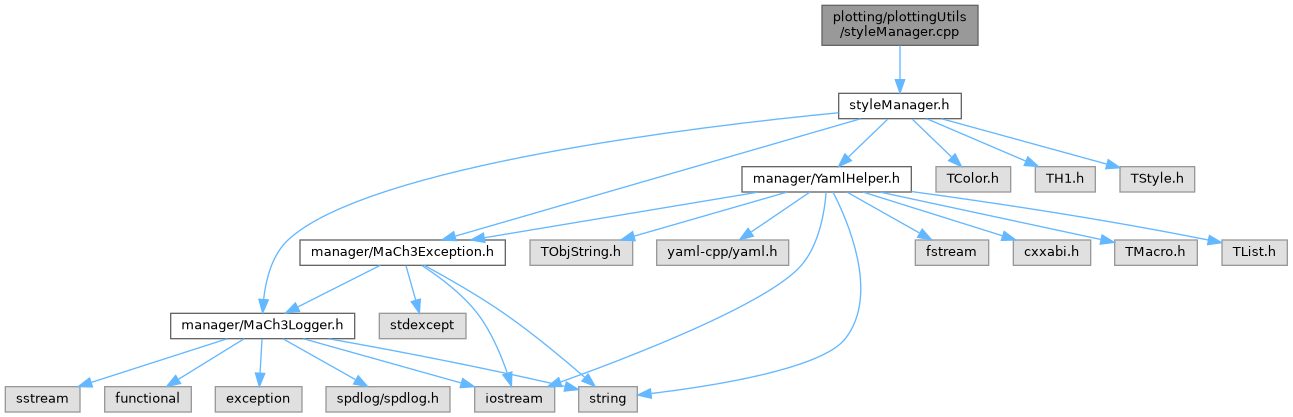 plotting/plottingUtils
/styleManager.cpp
styleManager.h
manager/YamlHelper.h
TColor.h
TH1.h
TStyle.h
manager/MaCh3Exception.h
TObjString.h
yaml-cpp/yaml.h
fstream
cxxabi.h
TMacro.h
TList.h
manager/MaCh3Logger.h
stdexcept
sstream
functional
exception
spdlog/spdlog.h
iostream
string